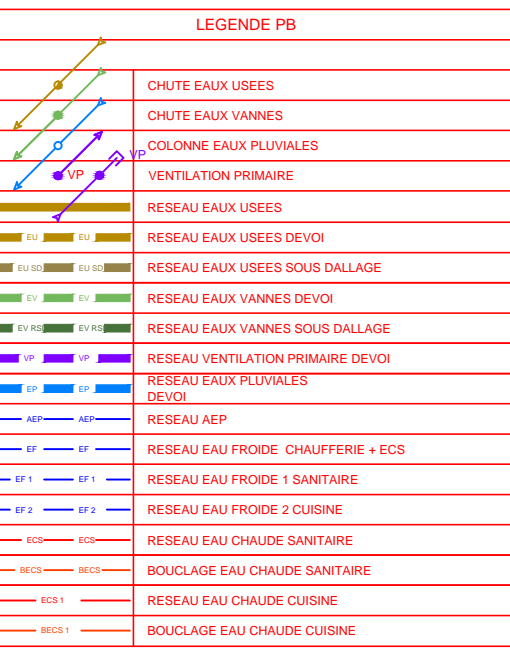 LEGENDE PB
CHUTE EAUX USEES
CHUTE EAUX VANNES
VP COLONNE EAUX PLUVIALES
VP VENTILATION PRIMAIRE
RESEAU EAUX USEES
EU EU RESEAU EAUX USEES DEVOI
EU SD EU SD RESEAU EAUX USEES SOUS DALLAGE
EV EV RESEAU EAUX VANNES DEVOI
EV RS EV RS RESEAU EAUX VANNES SOUS DALLAGE
VP VP RESEAU VENTILATION PRIMAIRE DEVOI
EP EP RESEAU EAUX PLUVIALES
DEVOI
AEP AEP RESEAU AEP
EF EF RESEAU EAU FROIDE CHAUFFERIE + ECS
EF 1 EF 1 RESEAU EAU FROIDE 1 SANITAIRE
EF 2 EF 2 RESEAU EAU FROIDE 2 CUISINE
ECS ECS RESEAU EAU CHAUDE SANITAIRE
BECS BECS BOUCLAGE EAU CHAUDE SANITAIRE
ECS 1 RESEAU EAU CHAUDE CUISINE
BECS 1 BOUCLAGE EAU CHAUDE CUISINE